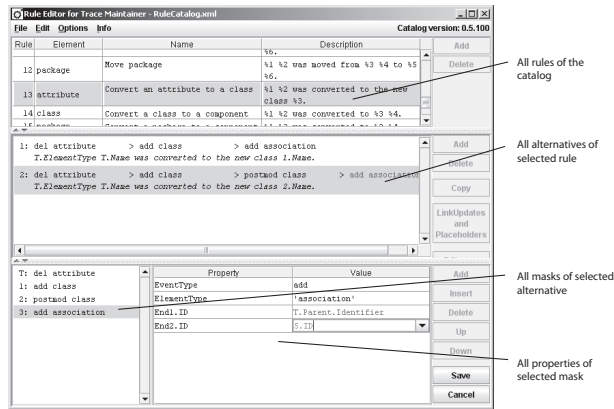 Rule Editor for Trace Maintainer - RuleCatalog.xml
File Edit Options Info Catalog version: 0.5.100
Rule Element Name Description
%6.
12 package Move package %1 %2 was moved from %3 %4 to %5
%6.
13 attribute Convert an attribute to a class %1 %2 was converted to the new
class %3.
14 class Convert a class to a component %1 %2 was converted to %3 %4.
Add
Delete
All rules of the
catalog
1: del attribute > add class > add association
T.ElementType T.Name was converted to the new class 1.Name.
2: del attribute > add class > postmod class > add association
T.ElementType T.Name was converted to the new class 2.Name.
Add
Delete
Copy
LinkUpdates
and
Placeholders
All alternatives of
selected rule
T: del attribute
1: add class
2: postmod class
3: add association
Property Value
EventType add
ElementType 'association'
End1.ID T.Parent.Identifier
End2.ID
Add
Insert
Delete
Up
Down
Save
Cancel
All masks of selected
alternative
All properties of
selected mask